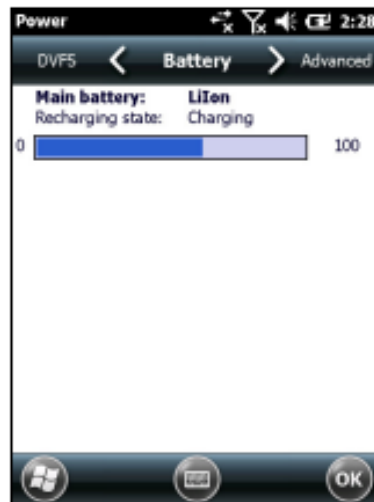 Power 2:28
DVFS Battery Advanced
Main battery: LiIon
Recharging state: Charging
0 100
OK